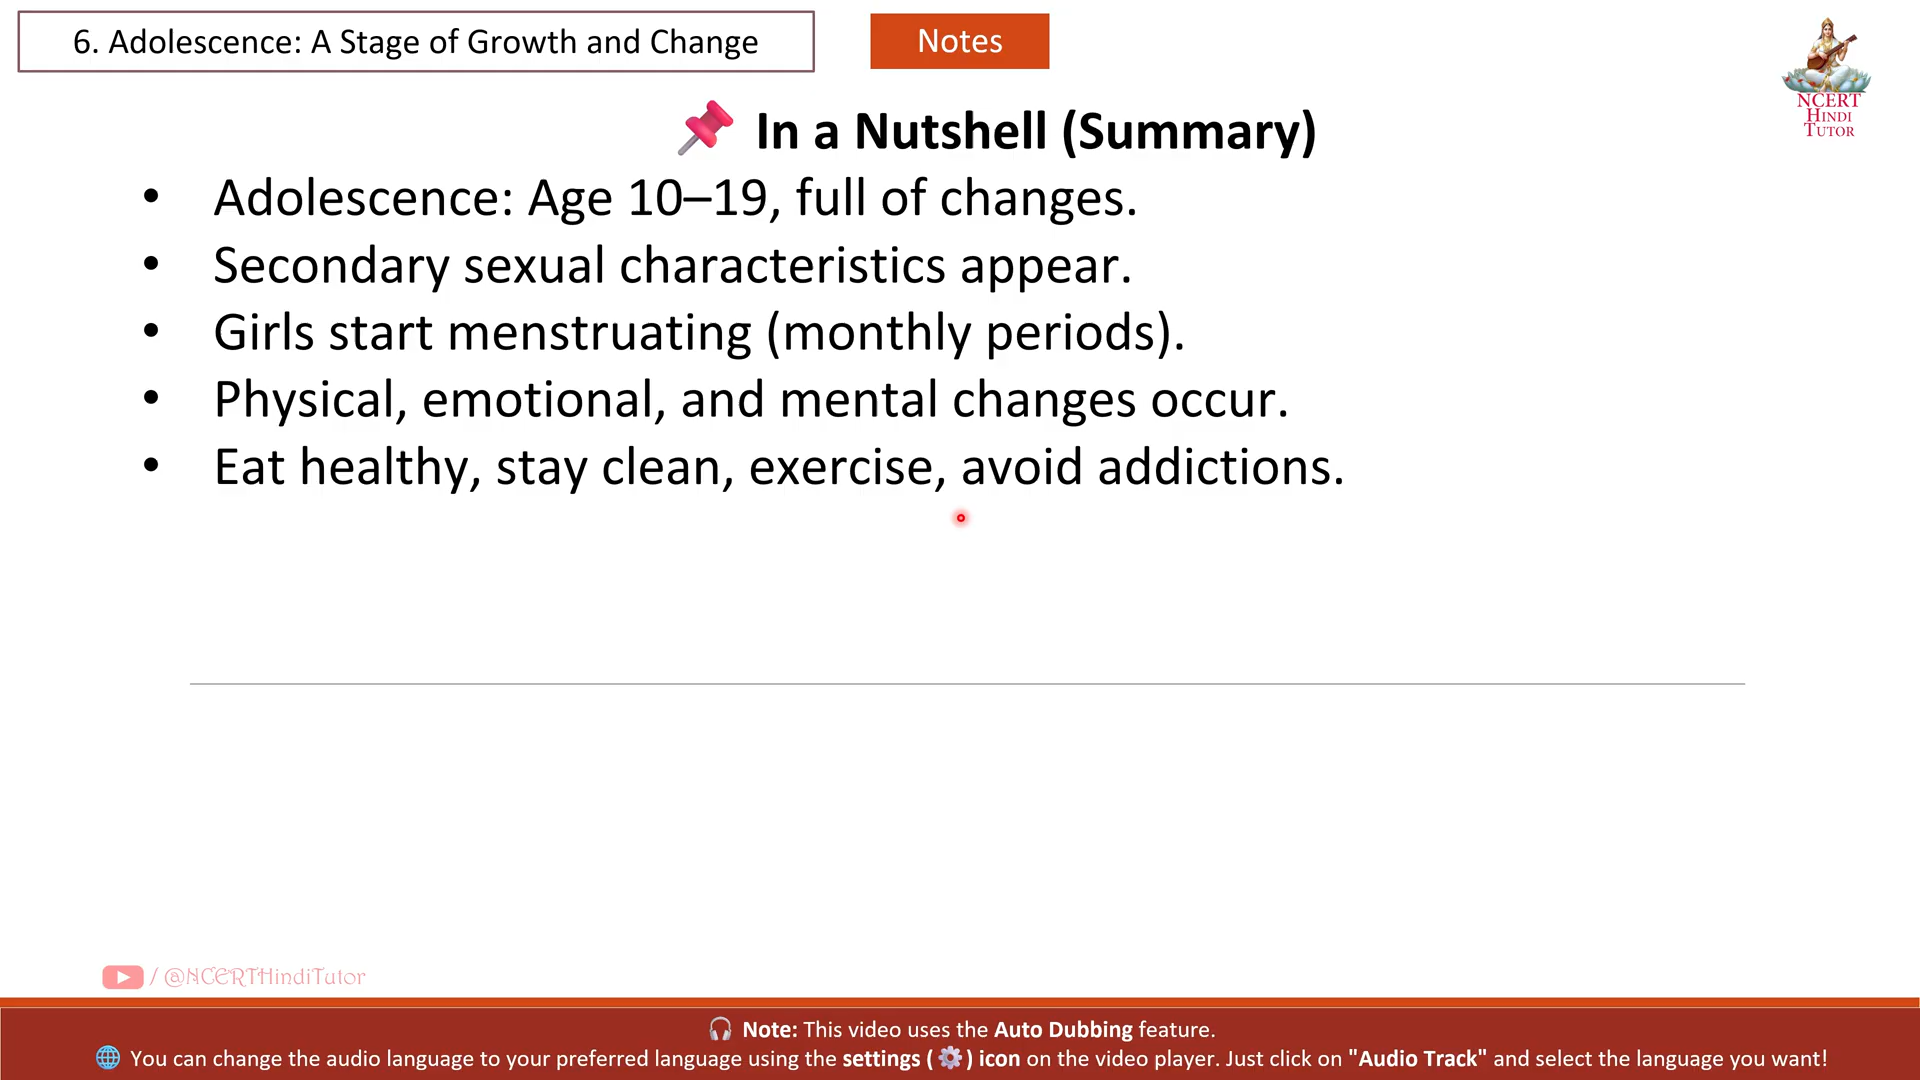 6. Adolescence: A Stage of Growth and Change
Notes
NCERT
HINDI
TUTOR
In a Nutshell (Summary)
• Adolescence: Age 10–19, full of changes.
• Secondary sexual characteristics appear.
• Girls start menstruating (monthly periods).
• Physical, emotional, and mental changes occur.
• Eat healthy, stay clean, exercise, avoid addictions.
/ @NCERTHindiTutor
Note: This video uses the Auto Dubbing feature.
You can change the audio language to your preferred language using the settings ( ) icon on the video player. Just click on "Audio Track" and select the language you want!